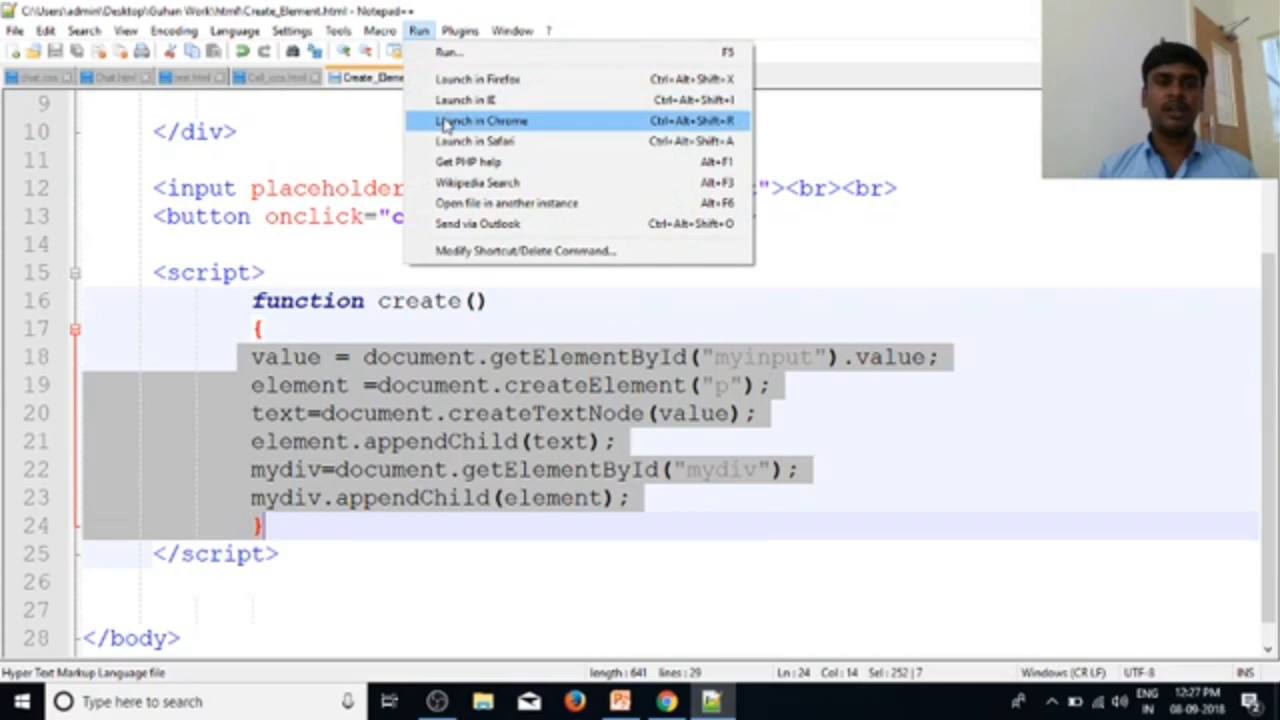 C:\Users\admin\Desktop\Guhan Work\html\Create_Element.html - Notepad++
File Edit Search View Encoding Language Settings Tools Macro Run Plugins Window ?
chat.css Chat.html test.html Create_Eleme
Run... F5
Launch in Firefox Ctrl+Alt+Shift+X
Launch in IE Ctrl+Alt+Shift+I
Launch in Chrome Ctrl+Alt+Shift+R
Launch in Safari Ctrl+Alt+Shift+A
Get PHP help Alt+F1
Wikipedia Search Alt+F3
Open file in another instance Alt+F6
Send via Outlook Ctrl+Alt+Shift+O
Modify Shortcut/Delete Command...
9
10 </div>
11
12 <input placeholder "><br><br>
13 <button onclick="c
14
15 <script>
16 function create()
17 {
18 value = document.getElementById("myinput").value;
19 element =document.createElement("p");
20 text=document.createTextNode(value);
21 element.appendChild(text);
22 mydiv=document.getElementById("mydiv");
23 mydiv.appendChild(element);
24 }
25 </script>
26
27
28 </body>
Hyper Text Markup Language file length : 641 lines : 29 Ln : 24 Col : 14 Sel : 252 | 7 Windows (CR LF) UTF-8 INS
Type here to search ENG IN 12:27 PM 08-09-2018